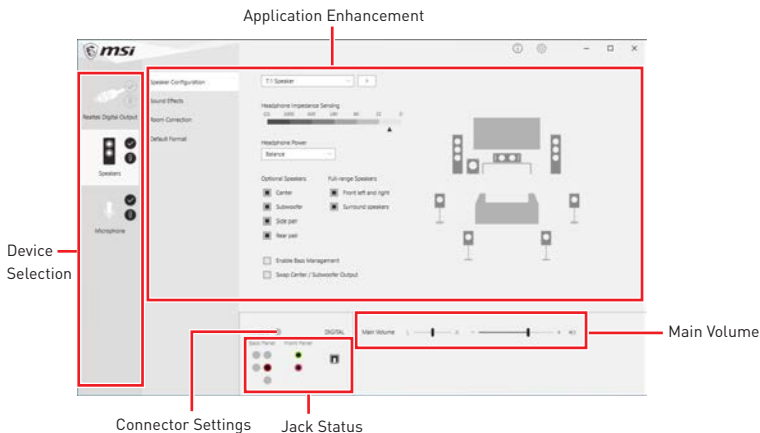 Application Enhancement
msi
Speaker Configuration
Sound Effects
Room Correction
Default Format
Realtek Digital Output
Speakers
Microphone
7.1 Speaker
Headphone Impedance Sensing
Headphone Power
Balance
Optional Speakers Full-range Speakers
Center Front left and right
Subwoofer Surround speakers
Side pair
Rear pair
Enable Bass Management
Swap Center / Subwoofer Output
Device
Selection
DIGITAL Main Volume L R
Back Panel Front Panel
Main Volume
Connector Settings Jack Status